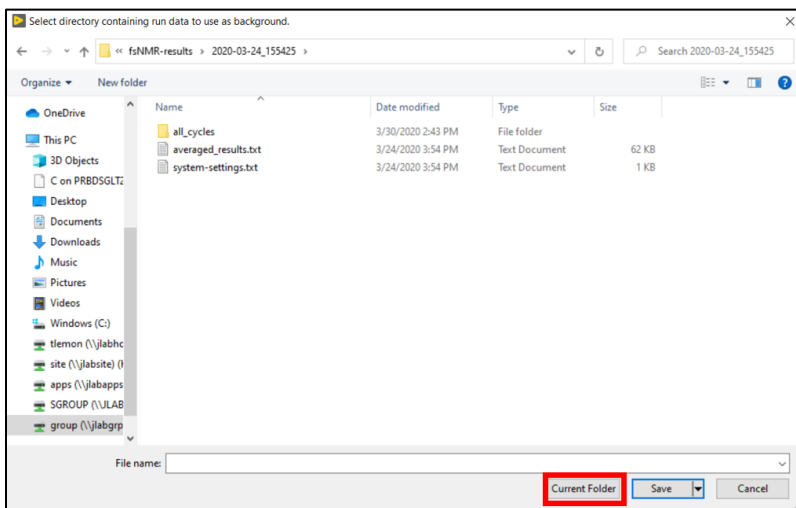 Select directory containing run data to use as background.
« fsNMR-results › 2020-03-24_155425 ›
Search 2020-03-24_155425
Organize
New folder
Name
Date modified
Type
Size
all_cycles
3/30/2020 2:43 PM
File folder
averaged_results.txt
3/24/2020 3:54 PM
Text Document
62 KB
system-settings.txt
3/24/2020 3:54 PM
Text Document
1 KB
OneDrive
This PC
3D Objects
C on PRBDSGLTZ
Desktop
Documents
Downloads
Music
Pictures
Videos
Windows (C:)
tlemon (\\jlabhc
site (\\jlabsite) (
apps (\\jlabapps
SGROUP (\\JLAB
group (\\jlabgrp
File name:
Current Folder
Save
Cancel